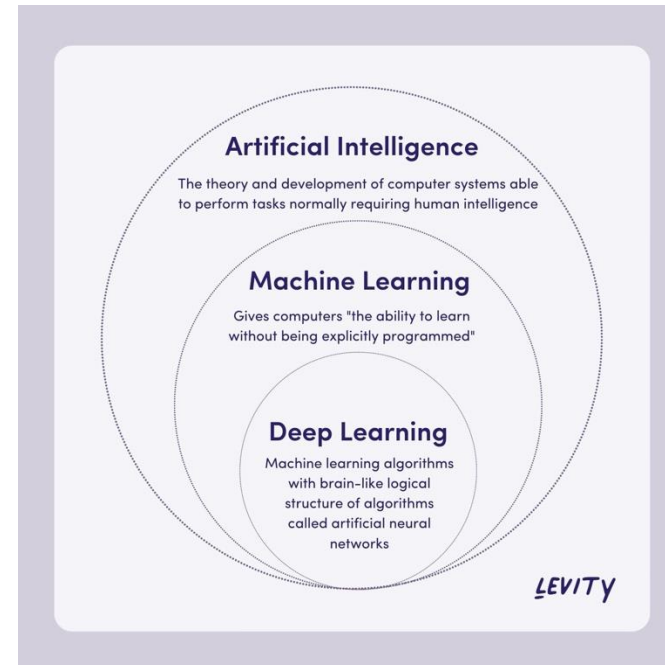 Artificial Intelligence
The theory and development of computer systems able
to perform tasks normally requiring human intelligence
Machine Learning
Gives computers "the ability to learn
without being explicitly programmed"
Deep Learning
Machine learning algorithms
with brain-like logical
structure of algorithms
called artificial neural
networks
LEVITY